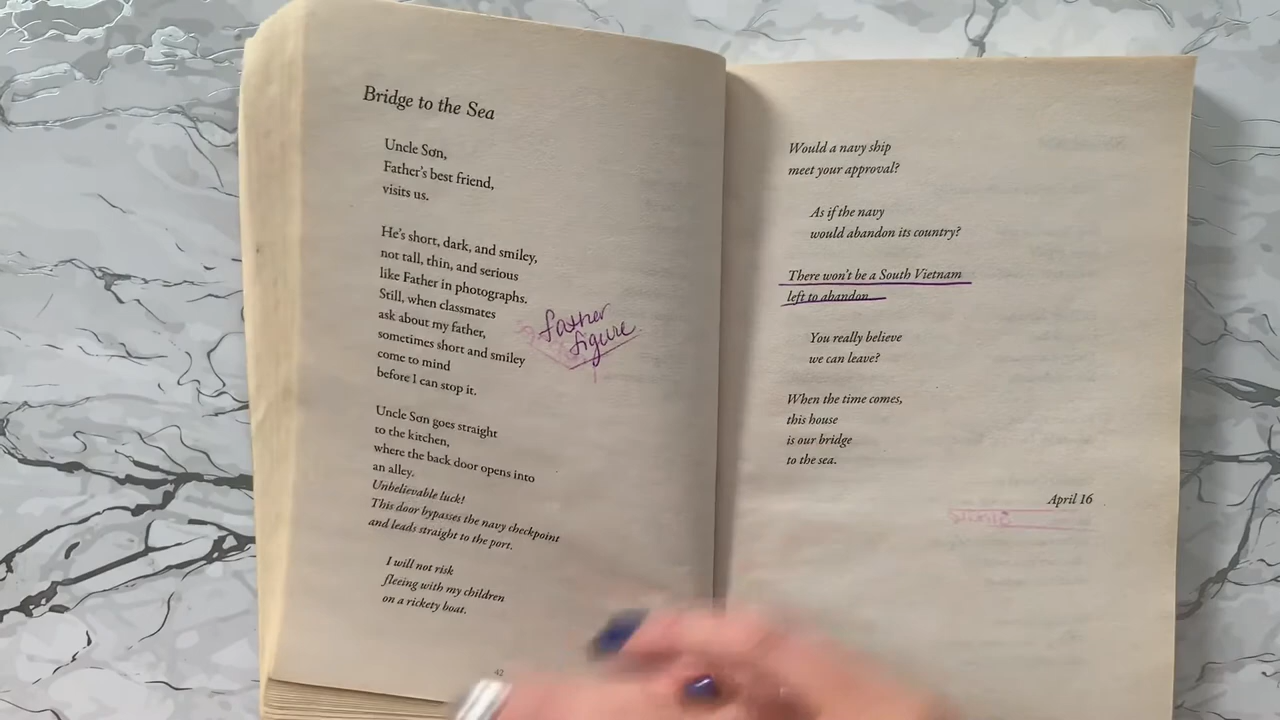 Bridge to the Sea
Uncle Sơn,
Father's best friend,
visits us.
He's short, dark, and smiley,
not tall, thin, and serious
like Father in photographs.
Still, when classmates
ask about my father,
sometimes short and smiley
come to mind
before I can stop it.
father
figure
Uncle Sơn goes straight
to the kitchen,
where the back door opens into
an alley.
Unbelievable luck!
This door bypasses the navy checkpoint
and leads straight to the port.
I will not risk
fleeing with my children
on a rickety boat.
42
Would a navy ship
meet your approval?
As if the navy
would abandon its country?
There won't be a South Vietnam
left to abandon.
You really believe
we can leave?
When the time comes,
this house
is our bridge
to the sea.
April 16